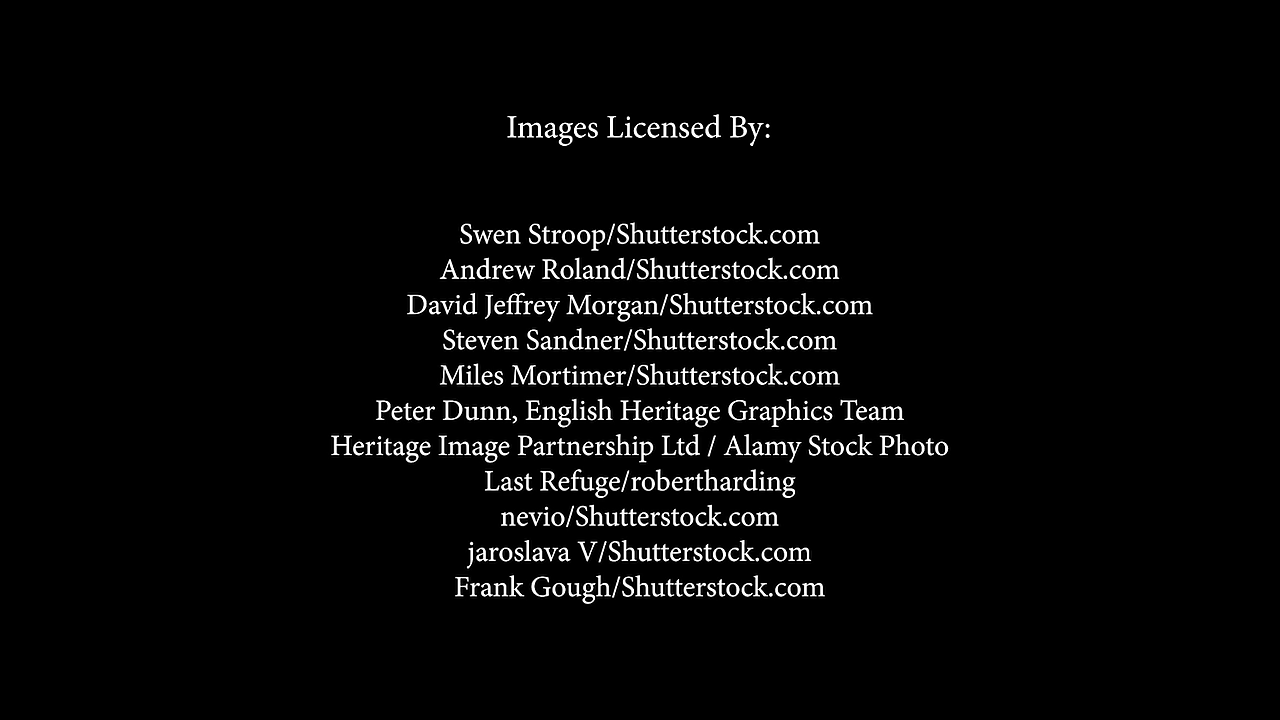 Images Licensed By:
Swen Stroop/Shutterstock.com
Andrew Roland/Shutterstock.com
David Jeffrey Morgan/Shutterstock.com
Steven Sandner/Shutterstock.com
Miles Mortimer/Shutterstock.com
Peter Dunn, English Heritage Graphics Team
Heritage Image Partnership Ltd / Alamy Stock Photo
Last Refuge/robertharding
nevio/Shutterstock.com
jaroslava V/Shutterstock.com
Frank Gough/Shutterstock.com